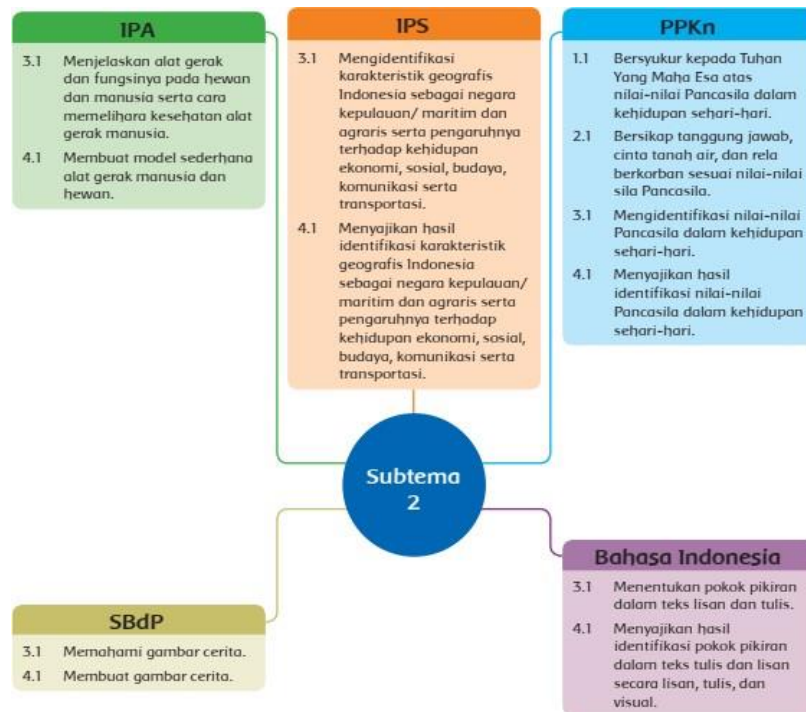 IPA
3.1 Menjelaskan alat gerak
dan fungsinya pada hewan
dan manusia serta cara
memelihara kesehatan alat
gerak manusia.
4.1 Membuat model sederhana
alat gerak manusia dan
hewan.
IPS
3.1 Mengidentifikasi
karakteristik geografis
Indonesia sebagai negara
kepulauan/ maritim dan
agraris serta pengaruhnya
terhadap kehidupan
ekonomi, sosial, budaya,
komunikasi serta
transportasi.
4.1 Menyajikan hasil
identifikasi karakteristik
geografis Indonesia
sebagai negara kepulauan/
maritim dan agraris serta
pengaruhnya terhadap
kehidupan ekonomi, sosial,
budaya, komunikasi serta
transportasi.
PPKn
1.1 Bersyukur kepada Tuhan
Yang Maha Esa atas
nilai-nilai Pancasila dalam
kehidupan sehari-hari.
2.1 Bersikap tanggung jawab,
cinta tanah air, dan rela
berkorban sesuai nilai-nilai
sila Pancasila.
3.1 Mengidentifikasi nilai-nilai
Pancasila dalam kehidupan
sehari-hari.
4.1 Menyajikan hasil
identifikasi nilai-nilai
Pancasila dalam kehidupan
sehari-hari.
Subtema
2
SBdP
3.1 Memahami gambar cerita.
4.1 Membuat gambar cerita.
Bahasa Indonesia
3.1 Menentukan pokok pikiran
dalam teks lisan dan tulis.
4.1 Menyajikan hasil
identifikasi pokok pikiran
dalam teks tulis dan lisan
secara lisan, tulis, dan
visual.